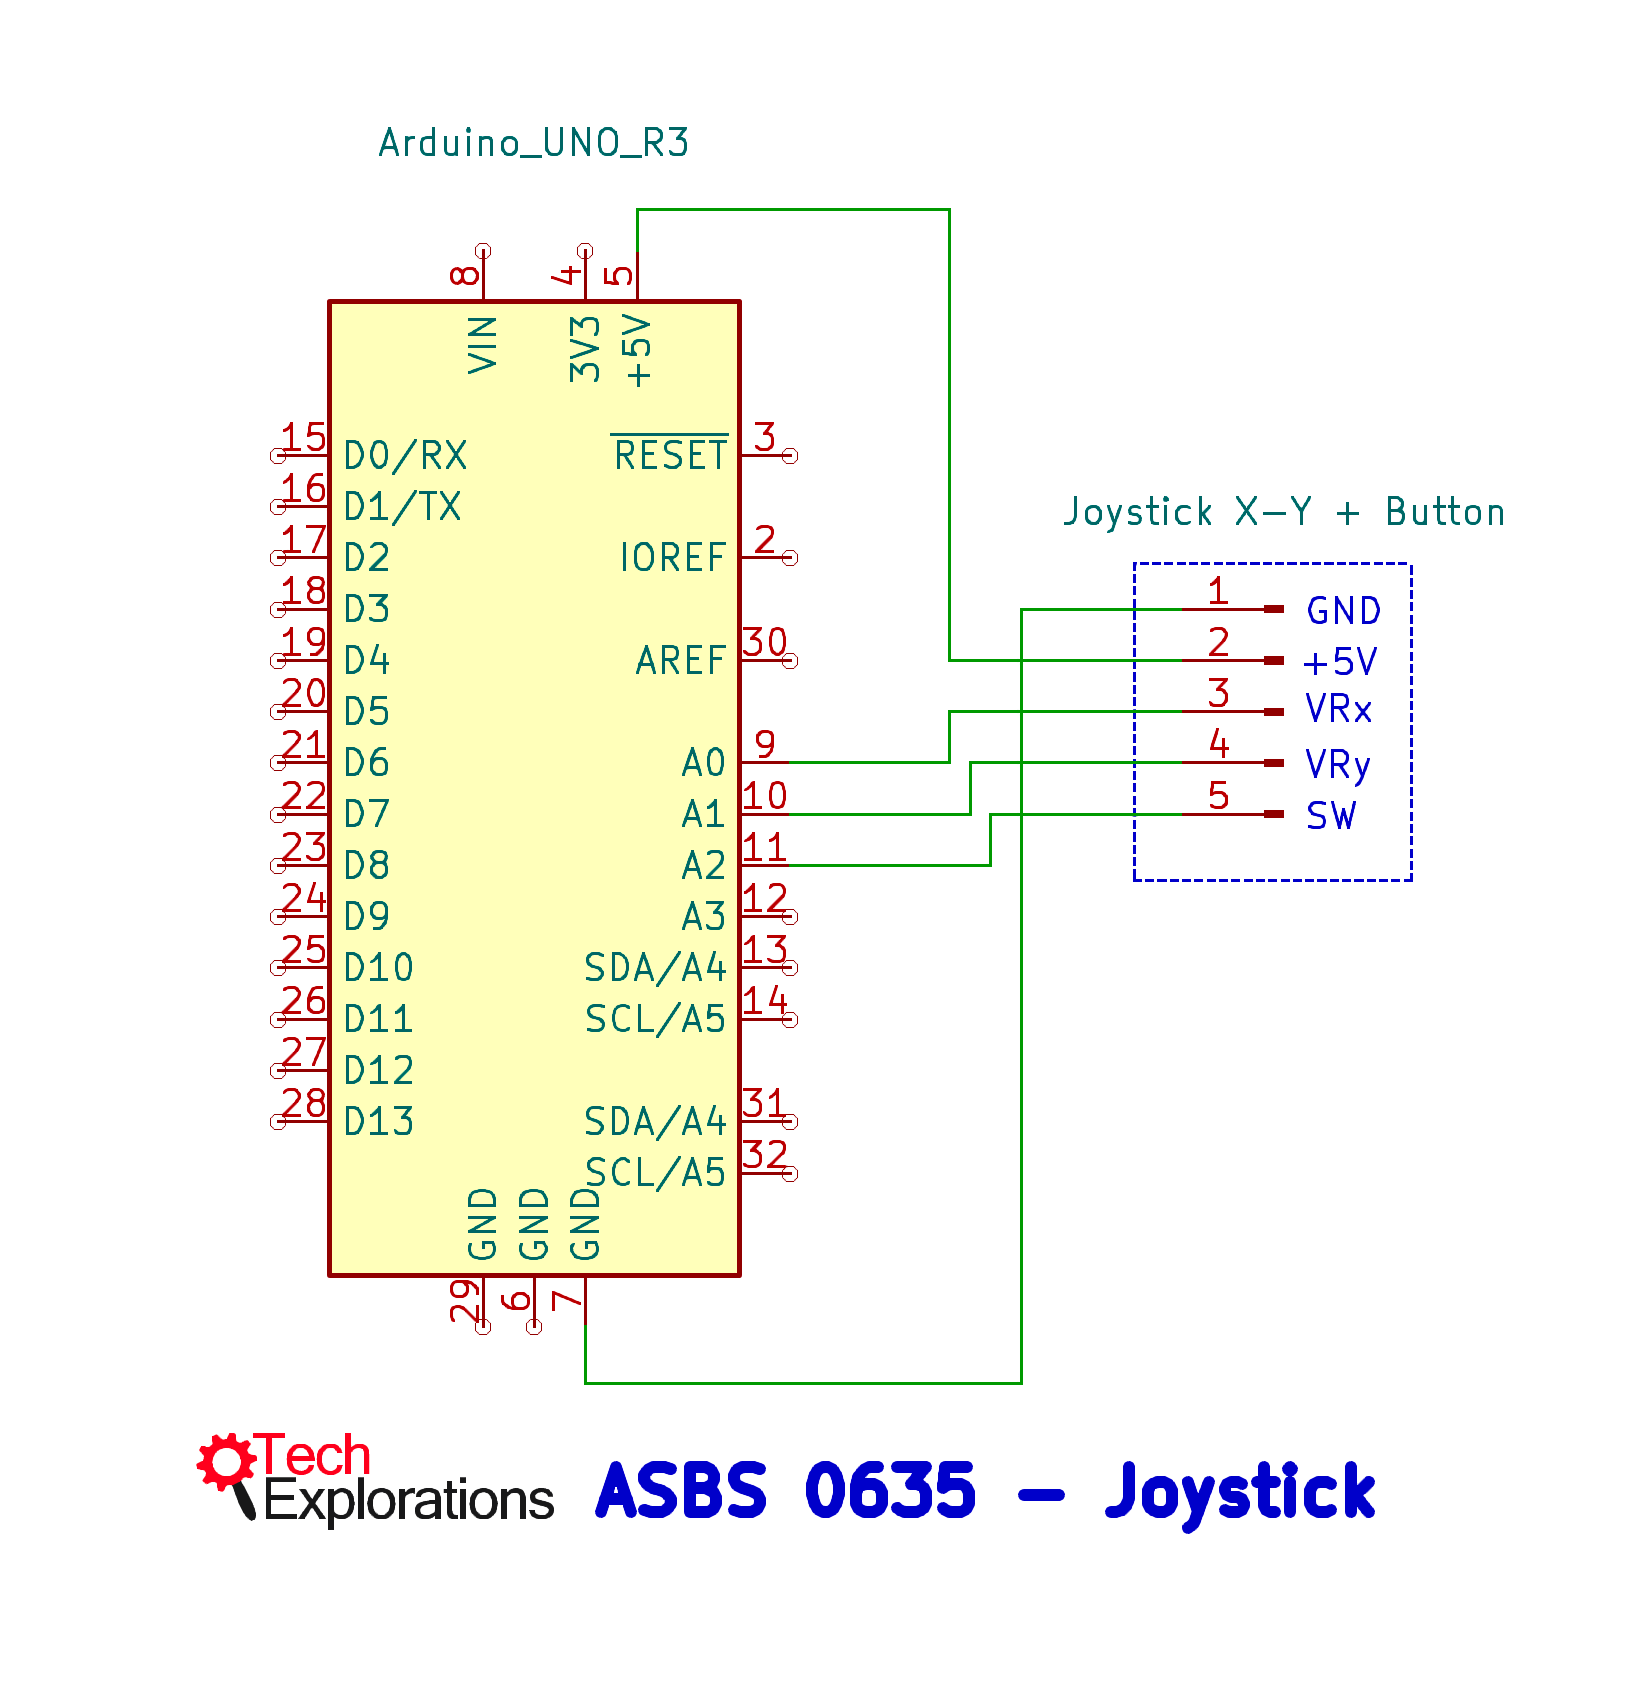 Arduino_UNO_R3
8
4
5
VIN
3V3
+5V
15 D0/RX
RESET 3
16 D1/TX
17 D2
IOREF 2
18 D3
19 D4
AREF 30
20 D5
21 D6
A0 9
22 D7
A1 10
23 D8
A2 11
24 D9
A3 12
25 D10
SDA/A4 13
26 D11
SCL/A5 14
27 D12
28 D13
SDA/A4 31
SCL/A5 32
GND
GND
GND
29
6
7
Joystick X-Y + Button
1 GND
2 +5V
3 VRx
4 VRy
5 SW
Tech
Explorations
ASBS 0635 - Joystick